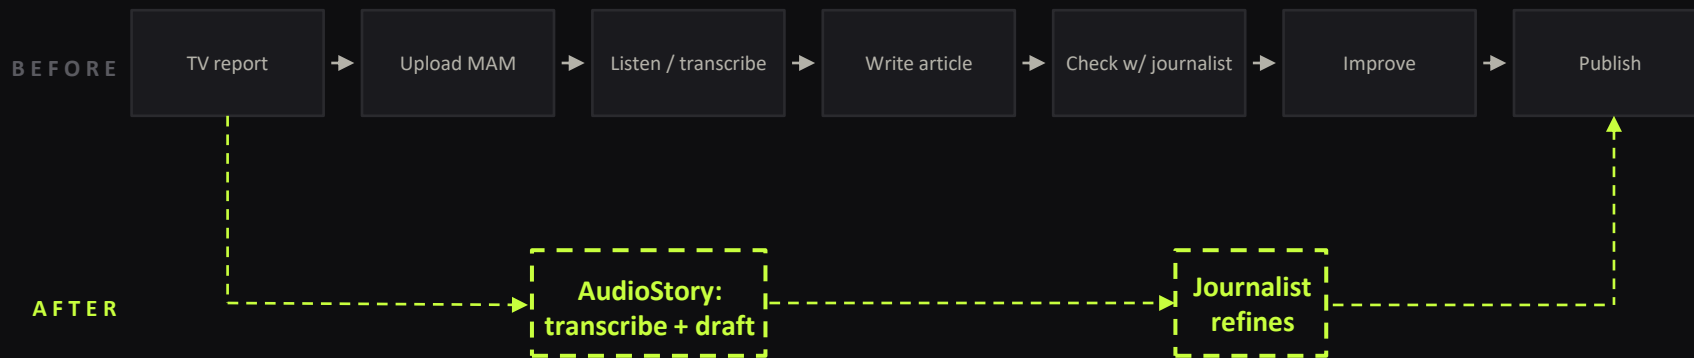 BEFORE
TV report
Upload MAM
Listen / transcribe
Write article
Check w/ journalist
Improve
Publish
AFTER
AudioStory:
transcribe + draft
Journalist
refines